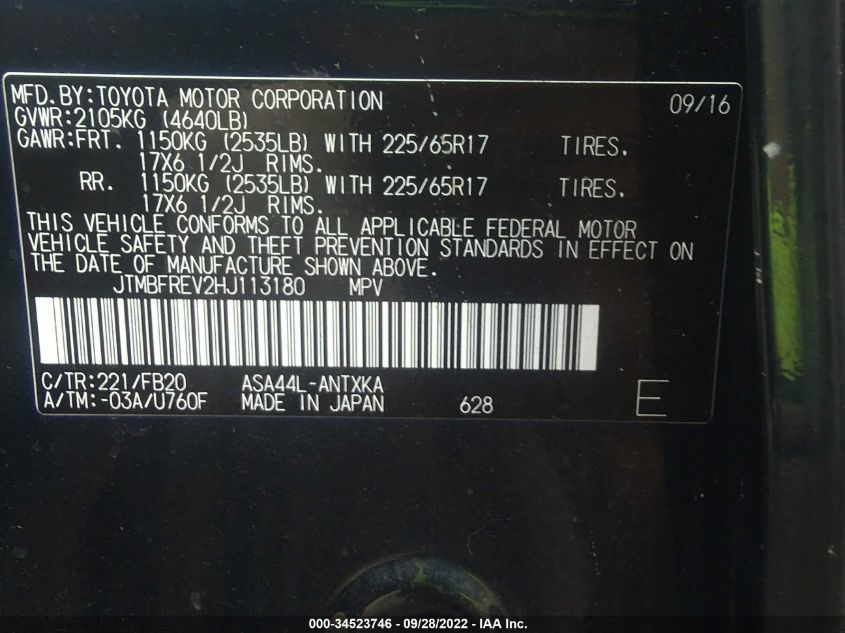 MFD.BY:TOYOTA MOTOR CORPORATION 09/16
GVWR:2105KG (4640LB)
GAWR:FRT. 1150KG (2535LB) WITH 225/65R17 TIRES.
17X6 1/2J RIMS.
RR. 1150KG (2535LB) WITH 225/65R17 TIRES.
17X6 1/2J RIMS.
THIS VEHICLE CONFORMS TO ALL APPLICABLE FEDERAL MOTOR
VEHICLE SAFETY AND THEFT PREVENTION STANDARDS IN EFFECT ON
THE DATE OF MANUFACTURE SHOWN ABOVE.
JTMBFREV2HJ113180 MPV
C/TR:221/FB20 ASA44L-ANTXKA
A/TM:-03A/U760F MADE IN JAPAN 628 E
000-34523746 - 09/28/2022 - IAA Inc.